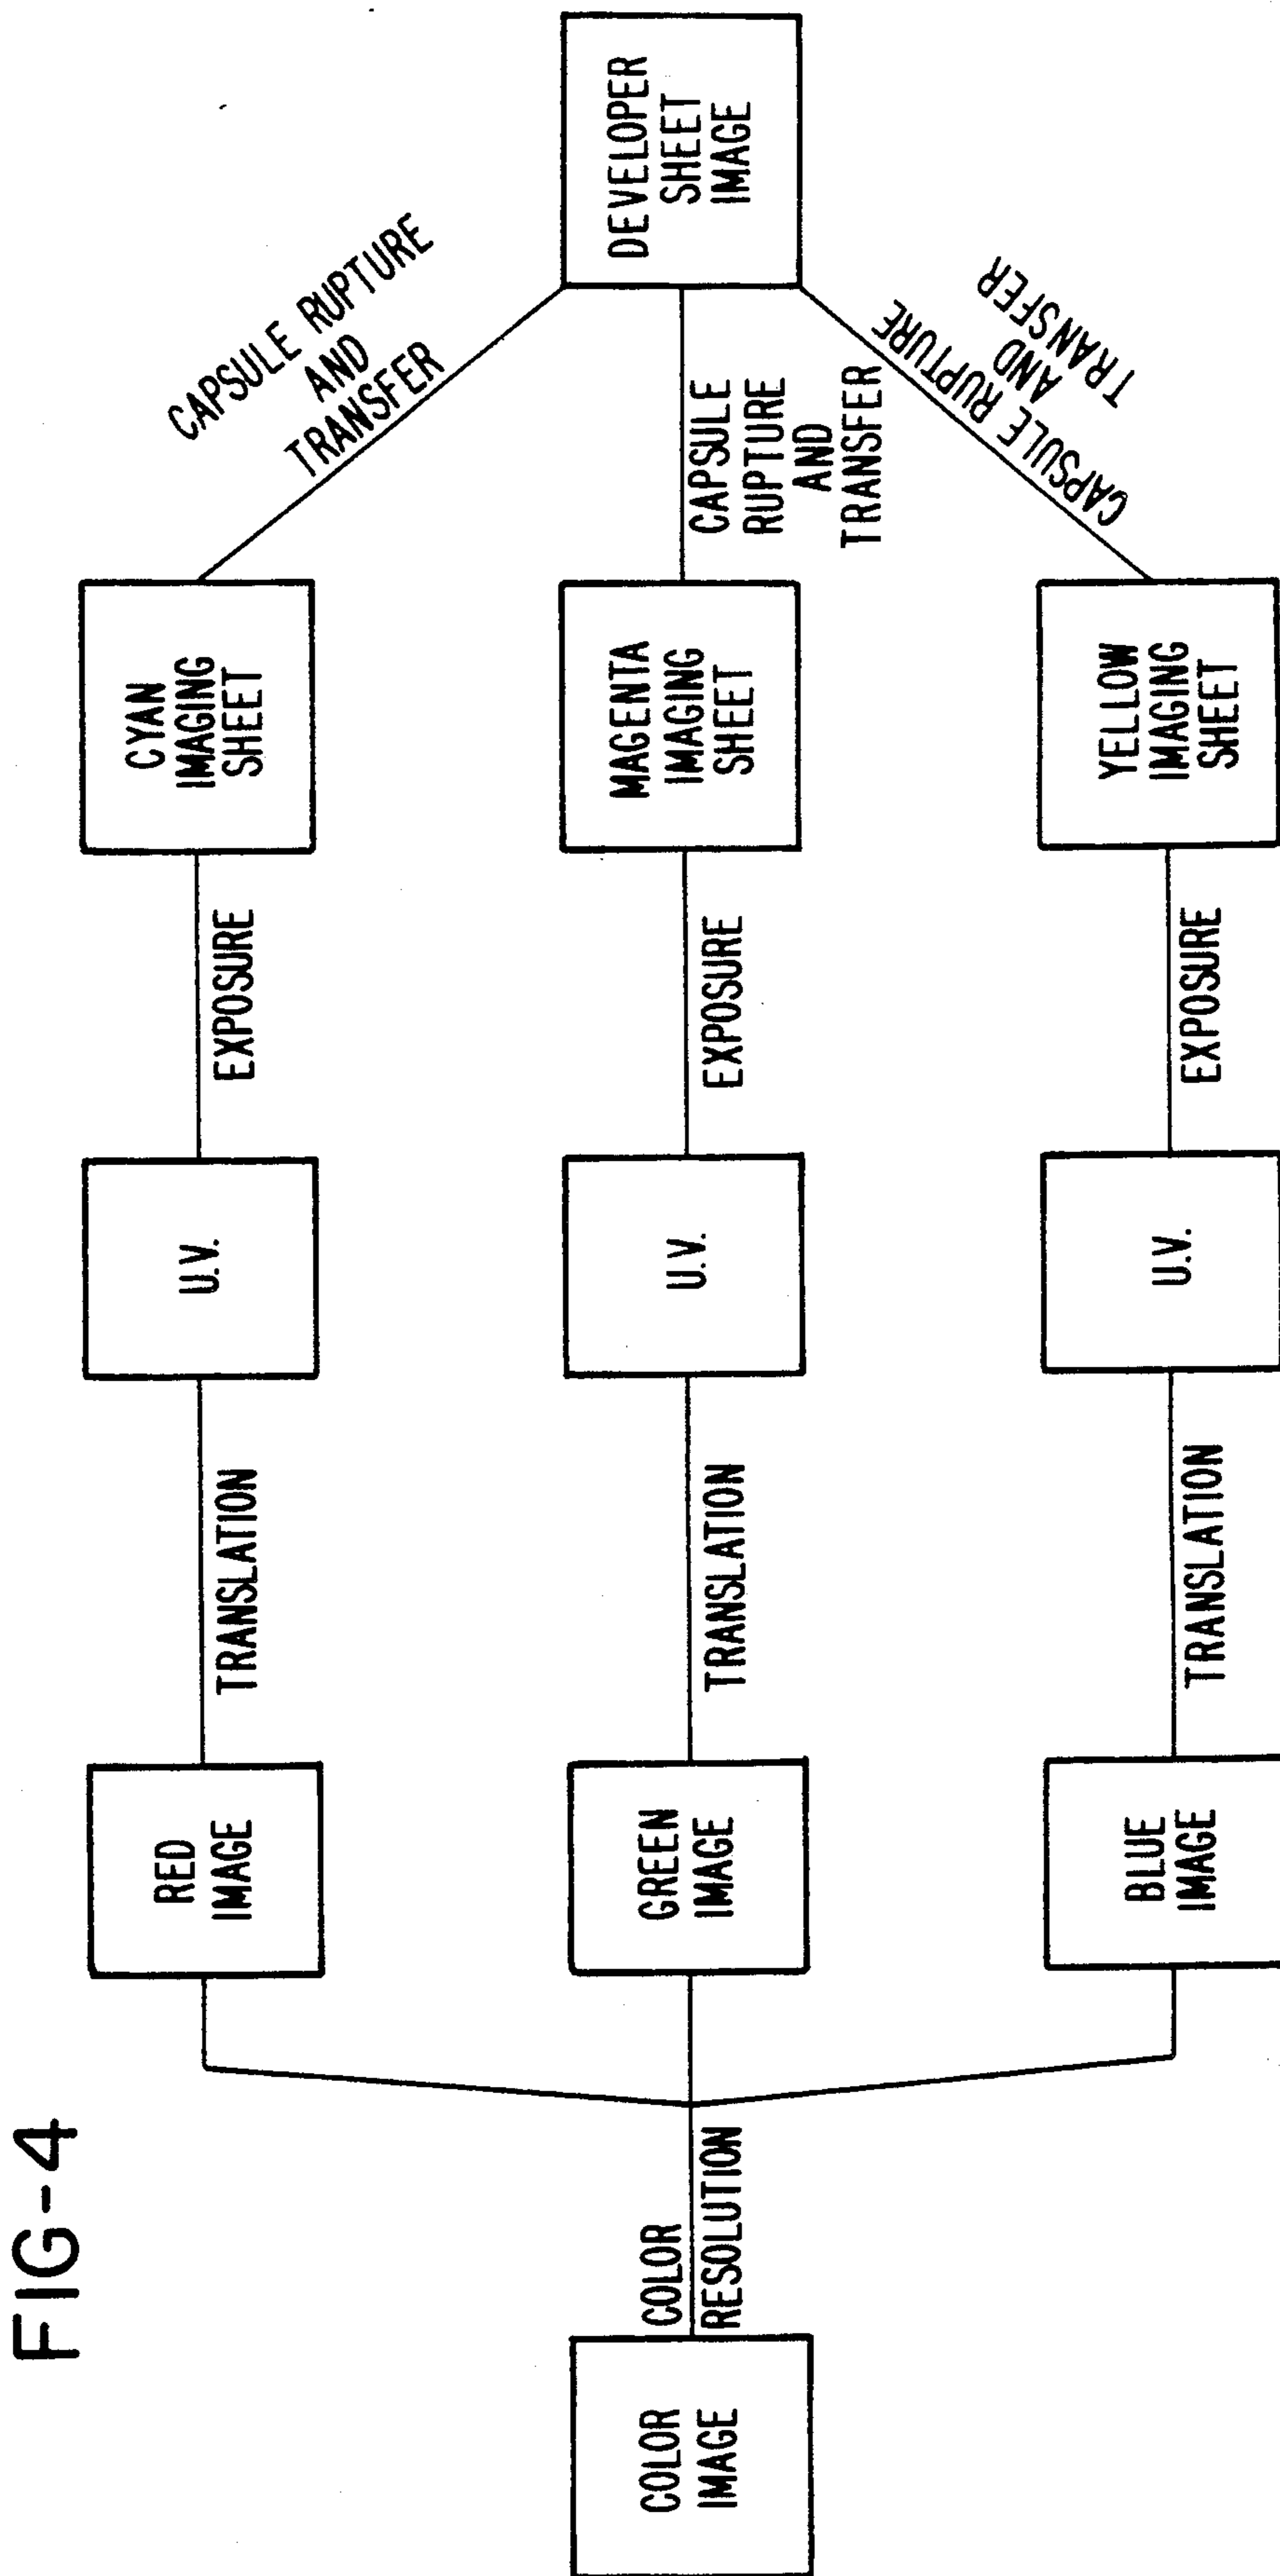 FIG-4
COLOR
IMAGE
COLOR
RESOLUTION
RED
IMAGE
TRANSLATION
U.V.
EXPOSURE
CYAN
IMAGING
SHEET
CAPSULE RUPTURE
AND
TRANSFER
GREEN
IMAGE
TRANSLATION
U.V.
EXPOSURE
MAGENTA
IMAGING
SHEET
CAPSULE
RUPTURE
AND
TRANSFER
BLUE
IMAGE
TRANSLATION
U.V.
EXPOSURE
YELLOW
IMAGING
SHEET
CAPSULE RUPTURE
AND
TRANSFER
DEVELOPER
SHEET
IMAGE